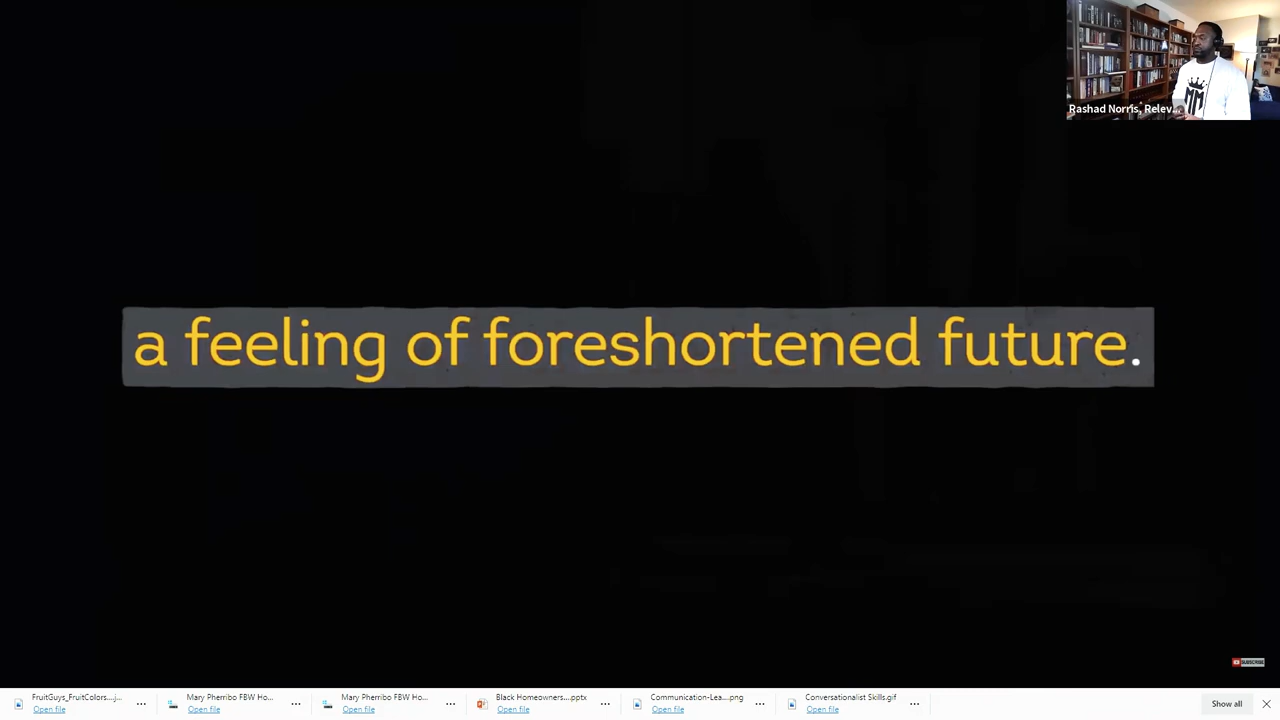 Rashad Norris, Relev...
a feeling of foreshortened future.
SUBSCRIBE
FruitGuys_FruitColors....j...
Open file
Mary Pherribo FBW Ho...
Open file
Mary Pherribo FBW Ho...
Open file
Black Homeowners....pptx
Open file
Communication-Lea....png
Open file
Conversationalist Skills.gif
Open file
Show all